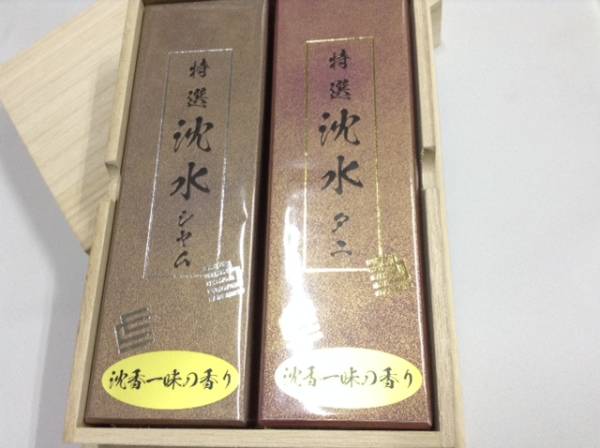 特選
沈水
シャム
沈香一味の香り
特選
沈水
タニ
沈香一味の香り